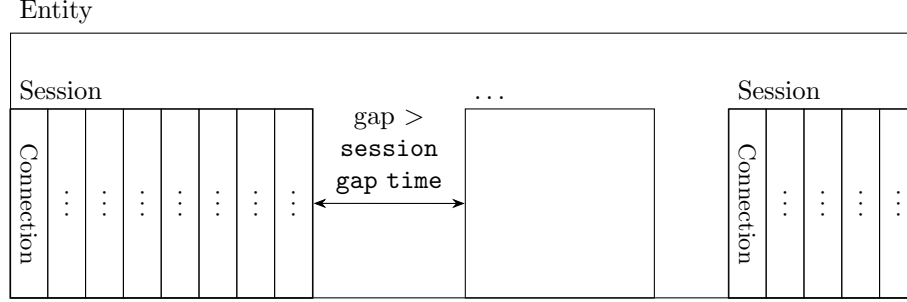 Entity
Session
...
Session
gap >
session
gap time
Connection
⋮ ⋮ ⋮ ⋮ ⋮ ⋮ ⋮
Connection
⋮ ⋮ ⋮ ⋮